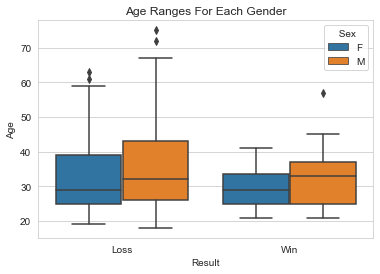 Age Ranges For Each Gender
Sex
F
M
70
60
50
40
30
20
Age
Loss
Win
Result